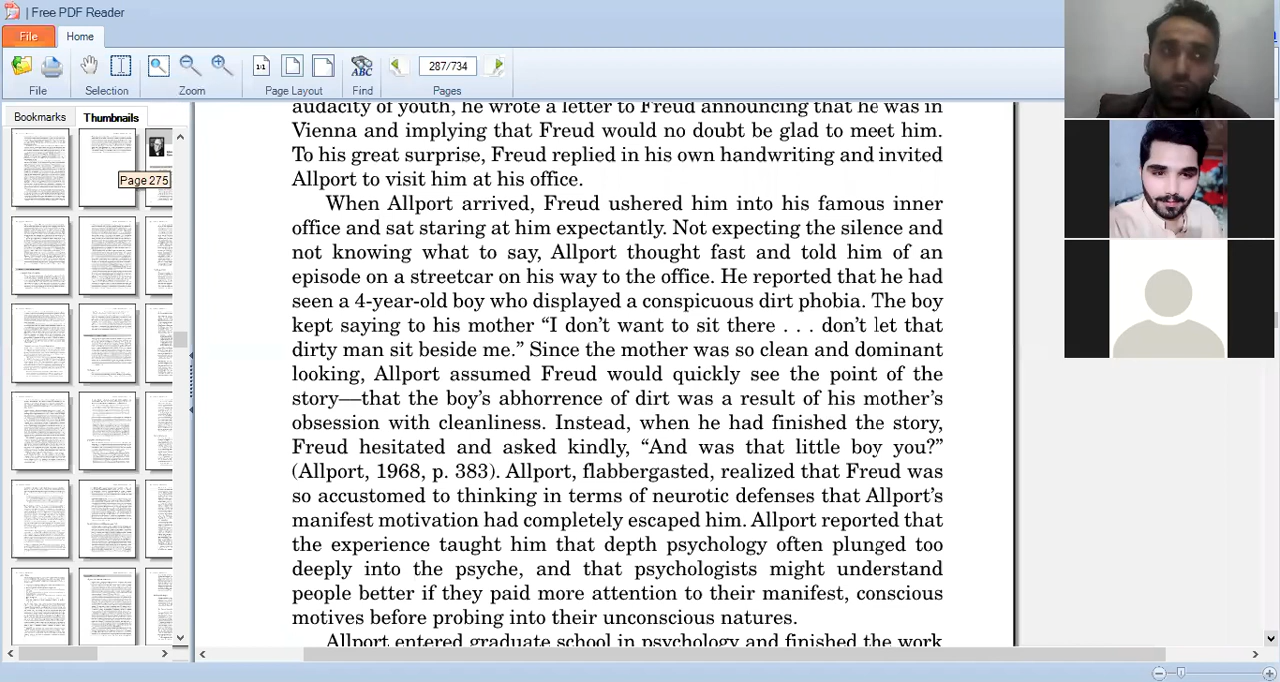 | Free PDF Reader
File
Home
File
Selection
Zoom
1:1
Page Layout
ABC
Find
287/734
Pages
Bookmarks
Thumbnails
Page 275
audacity of youth, he wrote a letter to Freud announcing that he was in
Vienna and implying that Freud would no doubt be glad to meet him.
To his great surprise, Freud replied in his own handwriting and invited
Allport to visit him at his office.
When Allport arrived, Freud ushered him into his famous inner
office and sat staring at him expectantly. Not expecting the silence and
not knowing what to say, Allport thought fast and told him of an
episode on a streetcar on his way to the office. He reported that he had
seen a 4-year-old boy who displayed a conspicuous dirt phobia. The boy
kept saying to his mother “I don’t want to sit there . . . don’t let that
dirty man sit beside me.” Since the mother was so clean and dominant
looking, Allport assumed Freud would quickly see the point of the
story—that the boy’s abhorrence of dirt was a result of his mother’s
obsession with cleanliness. Instead, when he had finished the story,
Freud hesitated and asked kindly, “And was that little boy you?”
(Allport, 1968, p. 383). Allport, flabbergasted, realized that Freud was
so accustomed to thinking in terms of neurotic defenses that Allport’s
manifest motivation had completely escaped him. Allport reported that
the experience taught him that depth psychology often plunged too
deeply into the psyche, and that psychologists might understand
people better if they paid more attention to their manifest, conscious
motives before probing into their unconscious natures.
Allport entered graduate school in psychology and finished the work